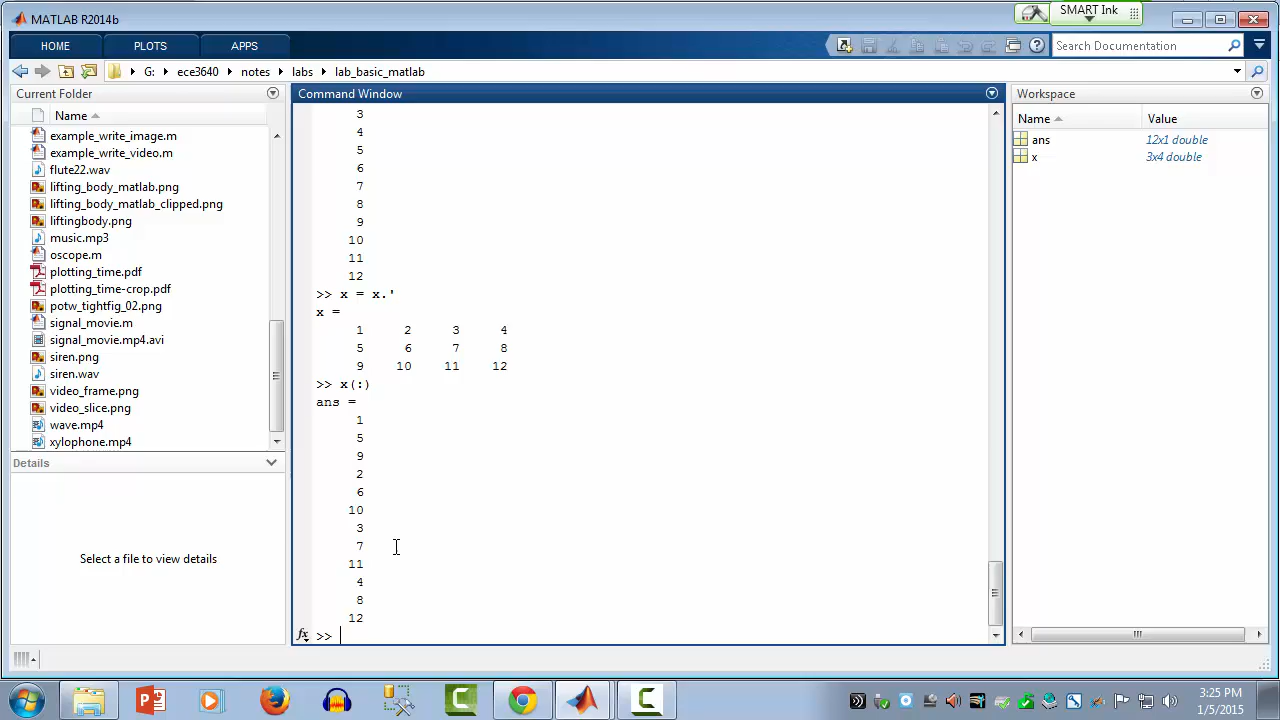 MATLAB R2014b
SMART Ink
HOME PLOTS APPS
Search Documentation
G: ece3640 notes labs lab_basic_matlab
Current Folder
Name
example_write_image.m
example_write_video.m
flute22.wav
lifting_body_matlab.png
lifting_body_matlab_clipped.png
liftingbody.png
music.mp3
oscope.m
plotting_time.pdf
plotting_time-crop.pdf
potw_tightfig_02.png
signal_movie.m
signal_movie.mp4.avi
siren.png
siren.wav
video_frame.png
video_slice.png
wave.mp4
xylophone.mp4
Details
Select a file to view details
Command Window
3
4
5
6
7
8
9
10
11
12
>> x = x.'
x =
1 2 3 4
5 6 7 8
9 10 11 12
>> x(:)
ans =
1
5
9
2
6
10
3
7
11
4
8
12
fx >>
Workspace
Name Value
ans 12x1 double
x 3x4 double
3:25 PM
1/5/2015